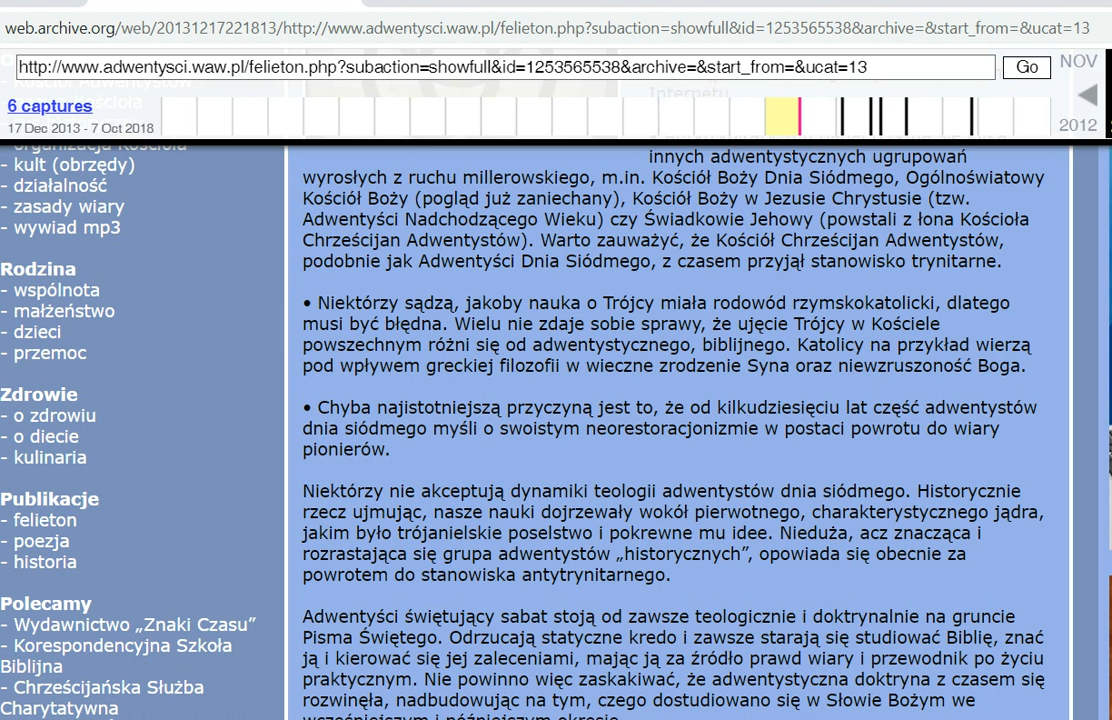 web.archive.org/web/20131217221813/http://www.adwentysci.waw.pl/felieton.php?subaction=showfull&id=1253565538&archive=&start_from=&ucat=13
http://www.adwentysci.waw.pl/felieton.php?subaction=showfull&id=1253565538&archive=&start_from=&ucat=13
Go
NOV
6 captures
17 Dec 2013 - 7 Oct 2018
2012
Internetu
organizacja Kościoła
- kult (obrzędy)
- działalność
- zasady wiary
- wywiad mp3
Rodzina
- wspólnota
- małżeństwo
- dzieci
- przemoc
Zdrowie
- o zdrowiu
- o diecie
- kulinaria
Publikacje
- felieton
- poezja
- historia
Polecamy
- Wydawnictwo „Znaki Czasu”
- Korespondencyjna Szkoła
Biblijna
- Chrześcijańska Służba
Charytatywna
innych adwentystycznych ugrupowań
wyrosłych z ruchu millerowskiego, m.in. Kościół Boży Dnia Siódmego, Ogólnoświatowy
Kościół Boży (pogląd już zaniechany), Kościół Boży w Jezusie Chrystusie (tzw.
Adwentyści Nadchodzącego Wieku) czy Świadkowie Jehowy (powstali z łona Kościoła
Chrześcijan Adwentystów). Warto zauważyć, że Kościół Chrześcijan Adwentystów,
podobnie jak Adwentyści Dnia Siódmego, z czasem przyjął stanowisko trynitarne.
• Niektórzy sądzą, jakoby nauka o Trójcy miała rodowód rzymskokatolicki, dlatego
musi być błędna. Wielu nie zdaje sobie sprawy, że ujęcie Trójcy w Kościele
powszechnym różni się od adwentystycznego, biblijnego. Katolicy na przykład wierzą
pod wpływem greckiej filozofii w wieczne zrodzenie Syna oraz niewzruszoność Boga.
• Chyba najistotniejszą przyczyną jest to, że od kilkudziesięciu lat część adwentystów
dnia siódmego myśli o swoistym neorestoracjonizmie w postaci powrotu do wiary
pionierów.
Niektórzy nie akceptują dynamiki teologii adwentystów dnia siódmego. Historycznie
rzecz ujmując, nasze nauki dojrzewały wokół pierwotnego, charakterystycznego jądra,
jakim było trójanielskie poselstwo i pokrewne mu idee. Nieduża, acz znacząca i
rozrastająca się grupa adwentystów „historycznych”, opowiada się obecnie za
powrotem do stanowiska antytrynitarnego.
Adwentyści świętujący sabat stoją od zawsze teologicznie i doktrynalnie na gruncie
Pisma Świętego. Odrzucają statyczne kredo i zawsze starają się studiować Biblię, znać
ją i kierować się jej zaleceniami, mając ją za źródło prawd wiary i przewodnik po życiu
praktycznym. Nie powinno więc zaskakiwać, że adwentystyczna doktryna z czasem się
rozwinęła, nadbudowując na tym, czego dostudiowano się w Słowie Bożym we
wcześniejszym i późniejszym okresie.